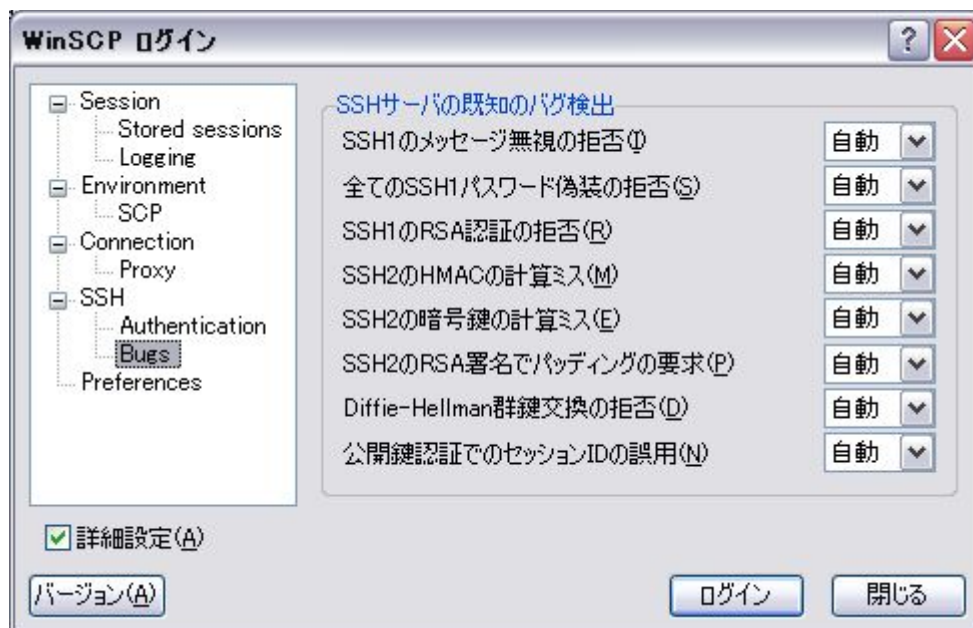 WinSCP ログイン
Session
Stored sessions
Logging
Environment
SCP
Connection
Proxy
SSH
Authentication
Bugs
Preferences
SSHサーバの既知のバグ検出
SSH1のメッセージ無視の拒否(I) 自動
全てのSSH1パスワード偽装の拒否(S) 自動
SSH1のRSA認証の拒否(R) 自動
SSH2のHMACの計算ミス(M) 自動
SSH2の暗号鍵の計算ミス(E) 自動
SSH2のRSA署名でパッディングの要求(P) 自動
Diffie-Hellman群鍵交換の拒否(D) 自動
公開鍵認証でのセッションIDの誤用(N) 自動
詳細設定(A)
バージョン(A) ログイン 閉じる